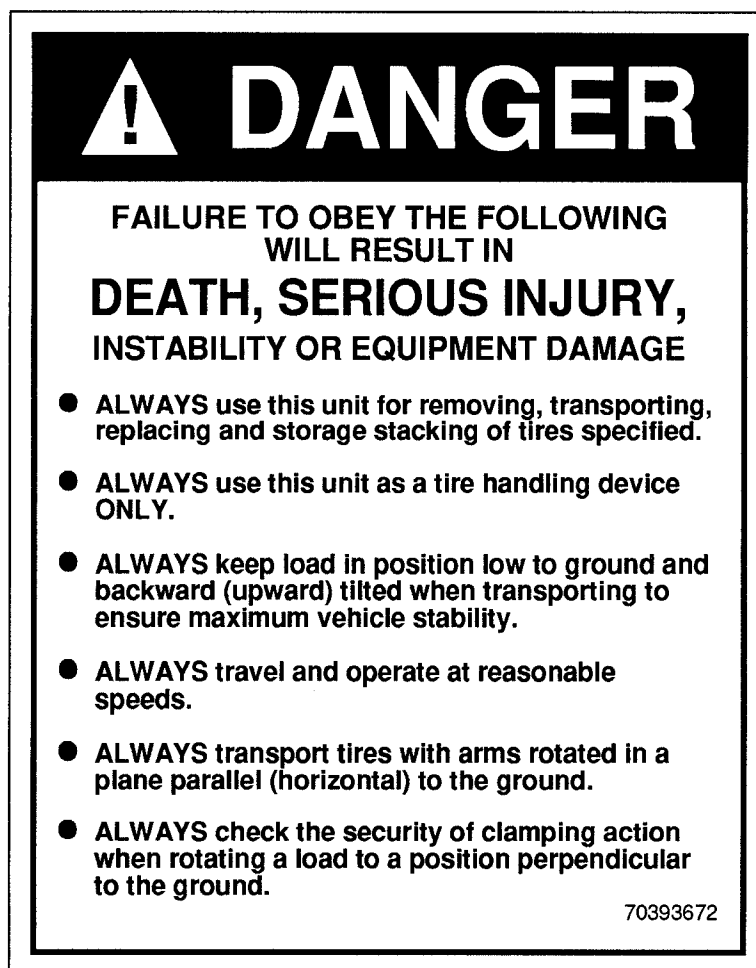 ! DANGER
FAILURE TO OBEY THE FOLLOWING
WILL RESULT IN
DEATH, SERIOUS INJURY,
INSTABILITY OR EQUIPMENT DAMAGE
● ALWAYS use this unit for removing, transporting,
replacing and storage stacking of tires specified.
● ALWAYS use this unit as a tire handling device
ONLY.
● ALWAYS keep load in position low to ground and
backward (upward) tilted when transporting to
ensure maximum vehicle stability.
● ALWAYS travel and operate at reasonable
speeds.
● ALWAYS transport tires with arms rotated in a
plane parallel (horizontal) to the ground.
● ALWAYS check the security of clamping action
when rotating a load to a position perpendicular
to the ground.
70393672